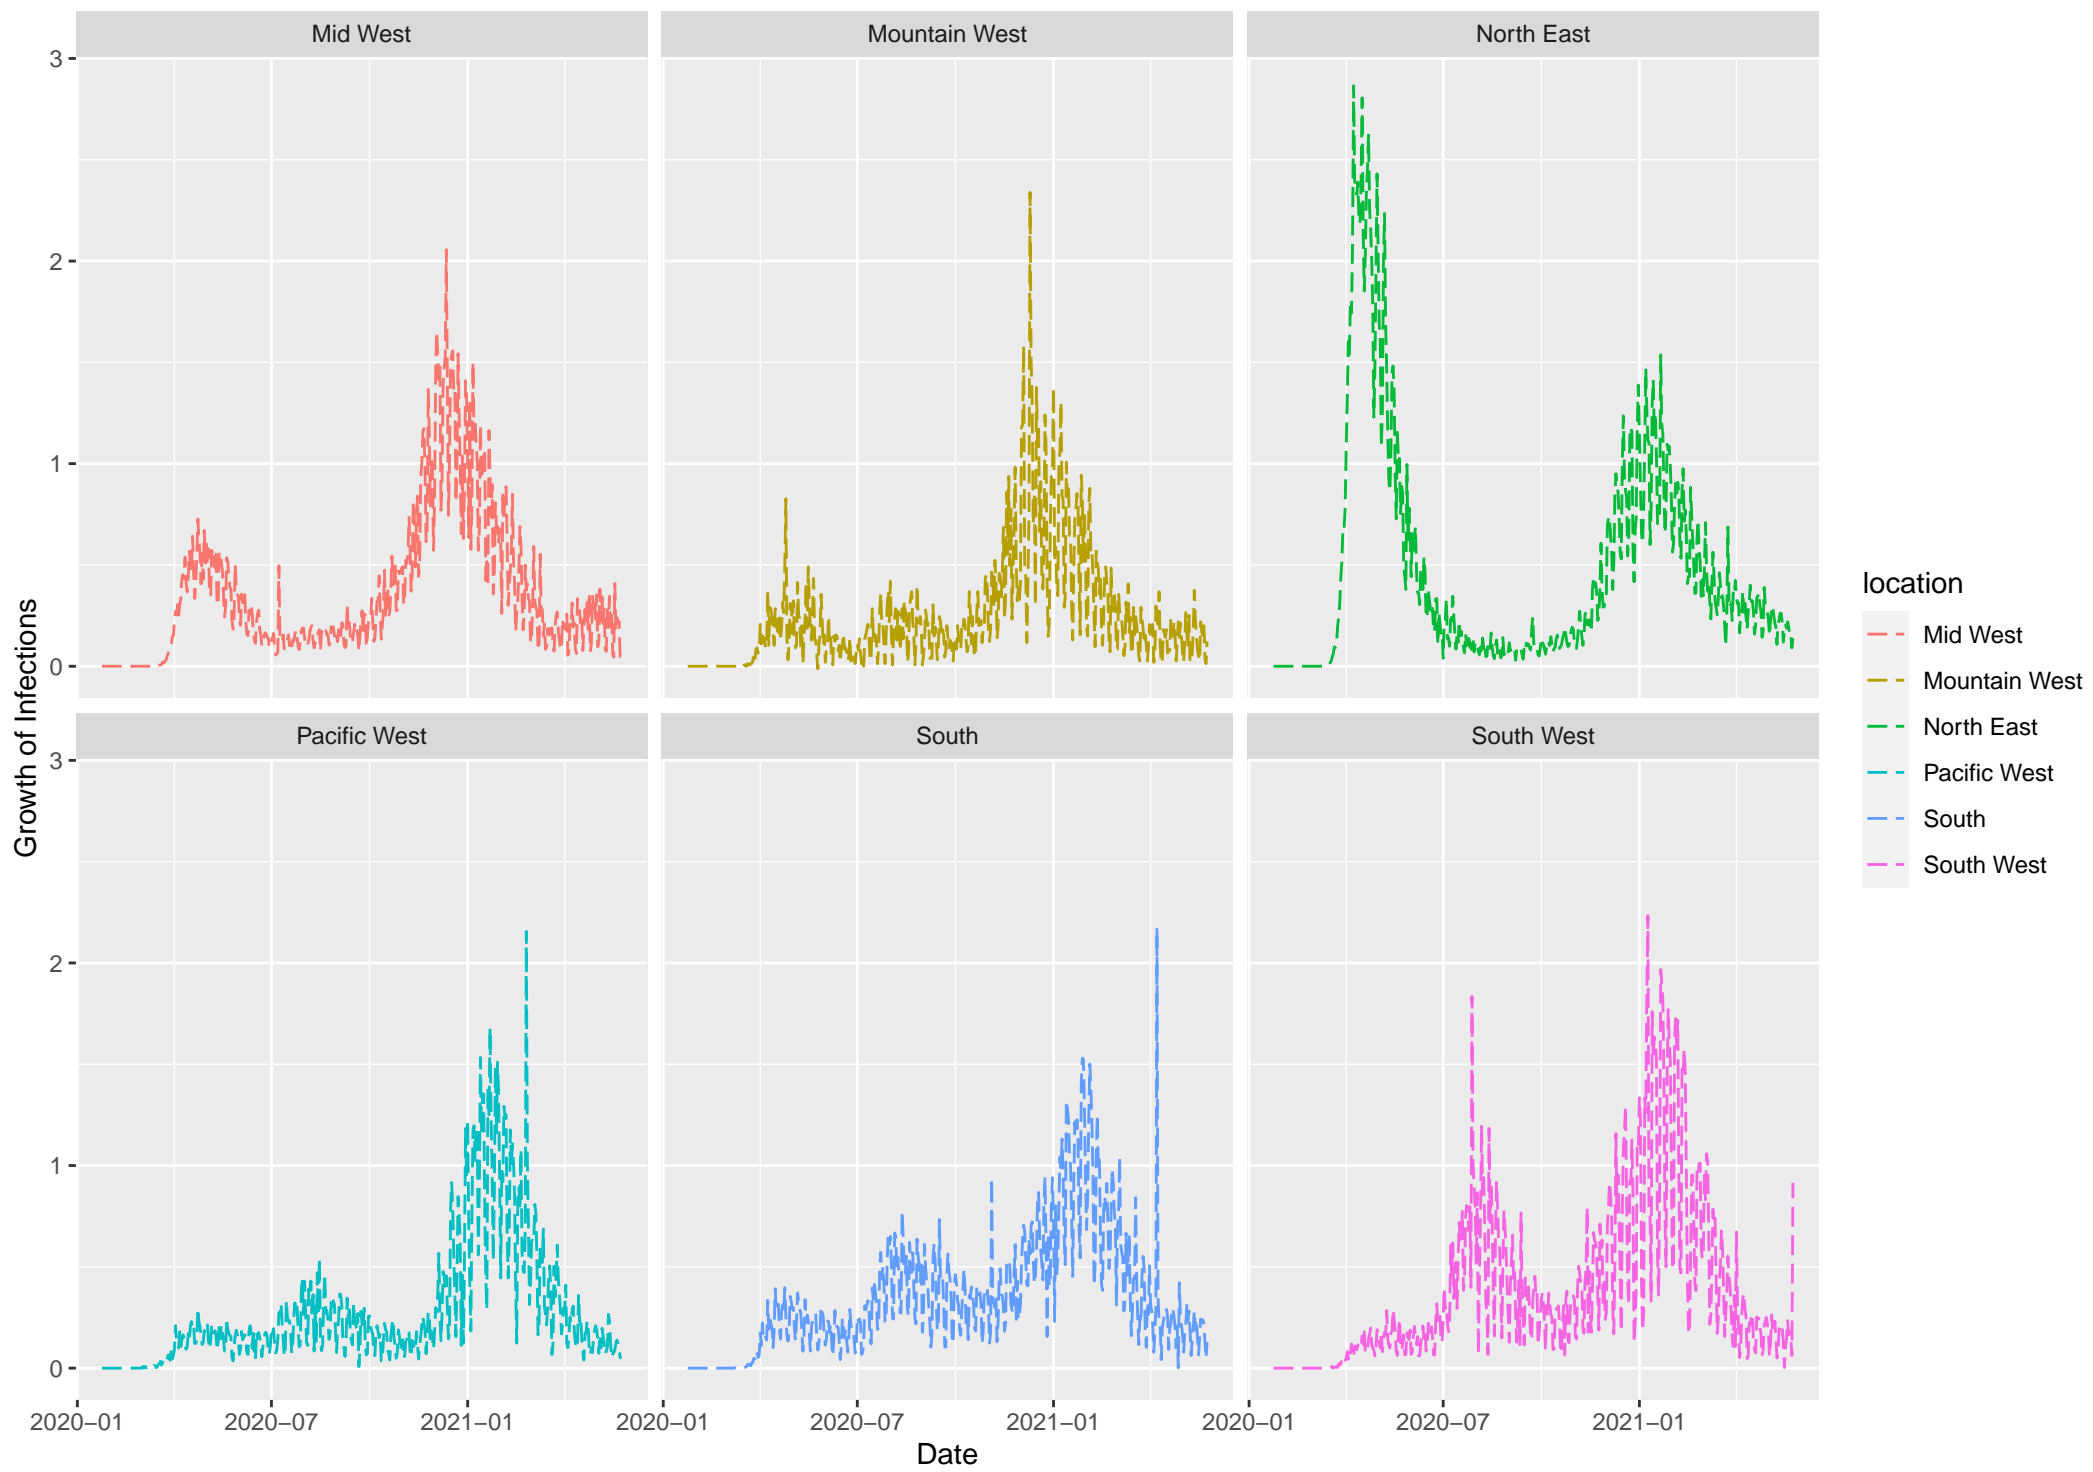 Mid West
Mountain West
North East
3
2
1
0
Pacific West
South
South West
3
2
1
0
2020−01
2020−07
2021−01
2020−01
2020−07
2021−01
2020−01
2020−07
2021−01
Date
Growth of Infections
location
Mid West
Mountain West
North East
Pacific West
South
South West